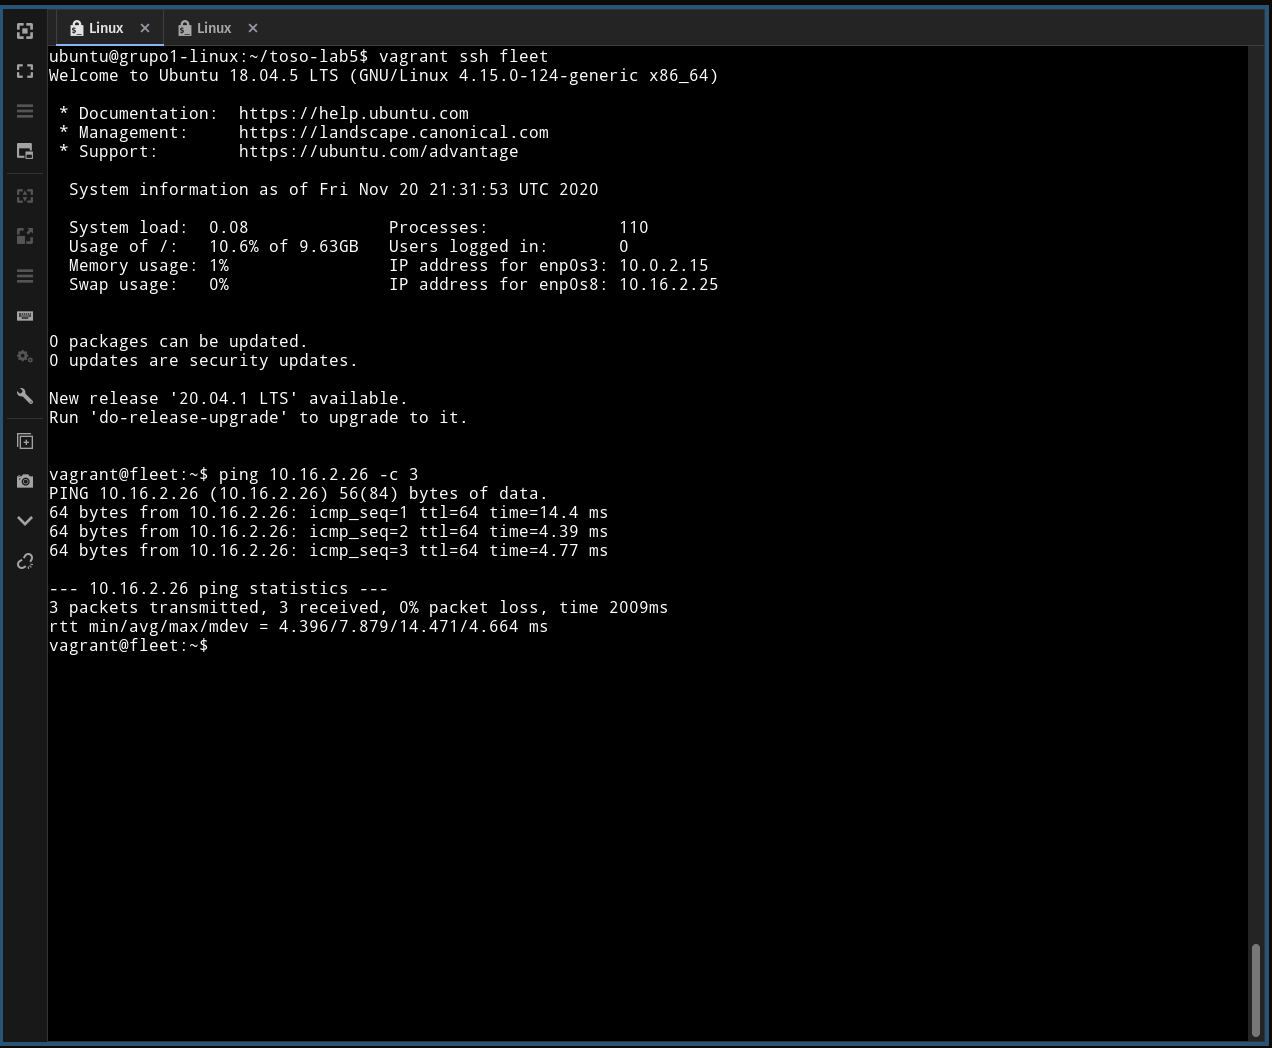 Linux × Linux ×
ubuntu@grupo1-linux:~/toso-lab5$ vagrant ssh fleet
Welcome to Ubuntu 18.04.5 LTS (GNU/Linux 4.15.0-124-generic x86_64)
* Documentation:  https://help.ubuntu.com
* Management:     https://landscape.canonical.com
* Support:        https://ubuntu.com/advantage
System information as of Fri Nov 20 21:31:53 UTC 2020
System load:  0.08              Processes:             110
Usage of /:   10.6% of 9.63GB   Users logged in:       0
Memory usage: 1%                IP address for enp0s3: 10.0.2.15
Swap usage:   0%                IP address for enp0s8: 10.16.2.25
0 packages can be updated.
0 updates are security updates.
New release '20.04.1 LTS' available.
Run 'do-release-upgrade' to upgrade to it.
vagrant@fleet:~$ ping 10.16.2.26 -c 3
PING 10.16.2.26 (10.16.2.26) 56(84) bytes of data.
64 bytes from 10.16.2.26: icmp_seq=1 ttl=64 time=14.4 ms
64 bytes from 10.16.2.26: icmp_seq=2 ttl=64 time=4.39 ms
64 bytes from 10.16.2.26: icmp_seq=3 ttl=64 time=4.77 ms
--- 10.16.2.26 ping statistics ---
3 packets transmitted, 3 received, 0% packet loss, time 2009ms
rtt min/avg/max/mdev = 4.396/7.879/14.471/4.664 ms
vagrant@fleet:~$